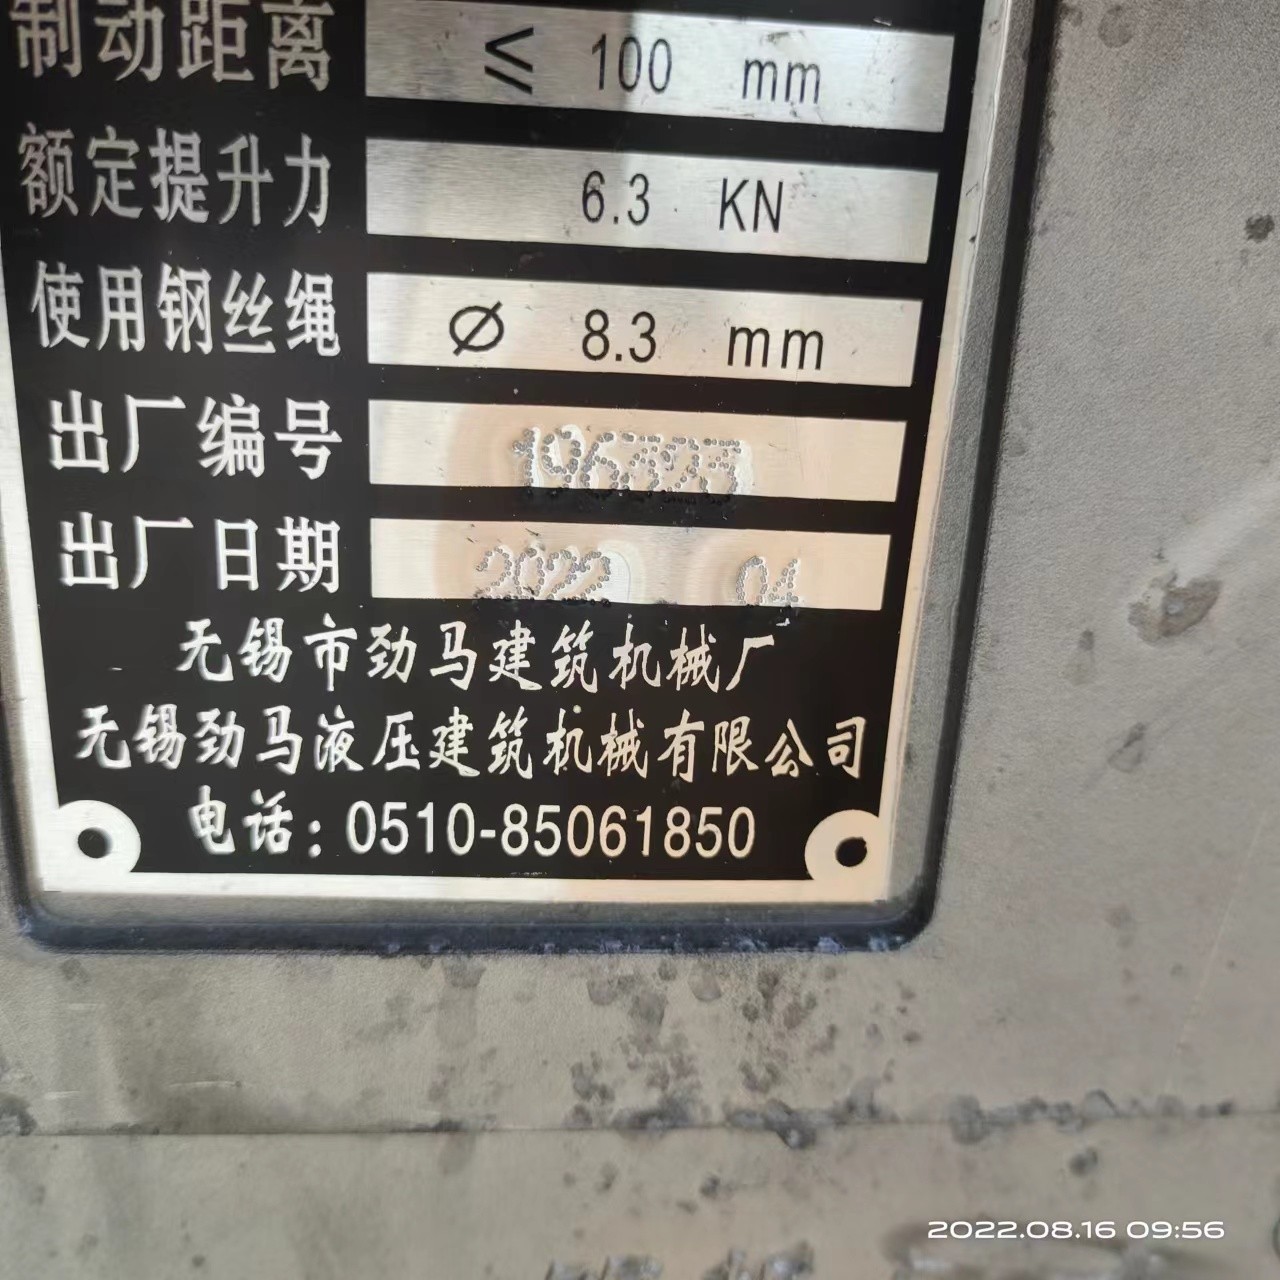 制动距离 ≤ 100 mm
额定提升力 6.3 KN
使用钢丝绳 Ø 8.3 mm
出厂编号 196323
出厂日期 2022 04
无锡市劲马建筑机械厂
无锡劲马液压建筑机械有限公司
电话：0510-85061850
2022.08.16 09:56